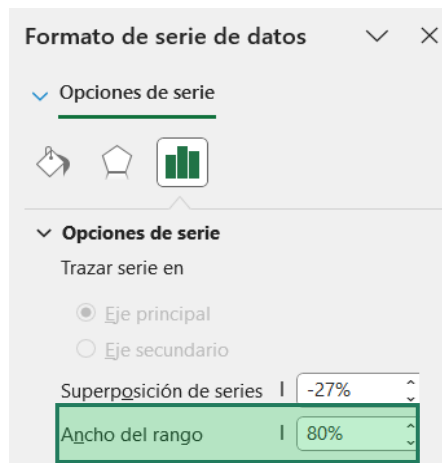 Formato de serie de datos
Opciones de serie
Opciones de serie
Trazar serie en
Eje principal
Eje secundario
Superposición de series -27%
Ancho del rango 80%